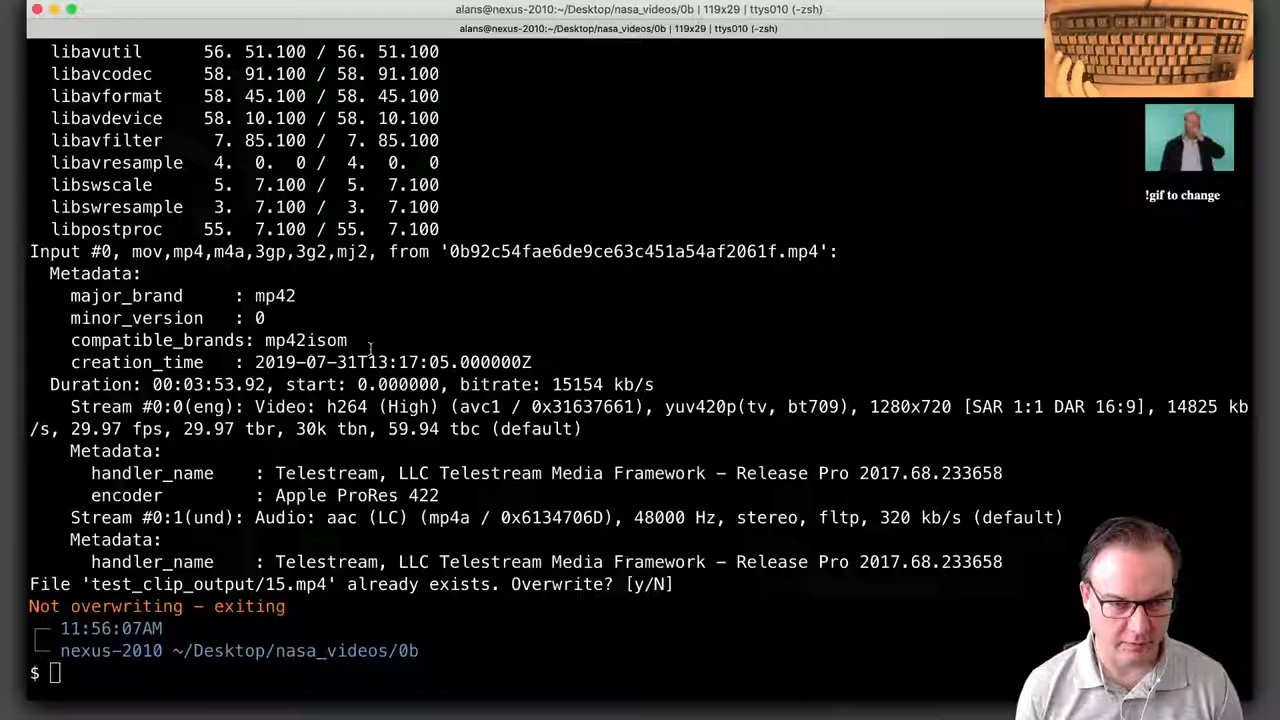 alans@nexus-2010:~/Desktop/nasa_videos/0b | 119x29 | ttys010 (-zsh)
alans@nexus-2010:~/Desktop/nasa_videos/0b | 119x29 | ttys010 (-zsh)
libavutil 56. 51.100 / 56. 51.100
libavcodec 58. 91.100 / 58. 91.100
libavformat 58. 45.100 / 58. 45.100
libavdevice 58. 10.100 / 58. 10.100
libavfilter 7. 85.100 / 7. 85.100
libavresample 4. 0. 0 / 4. 0. 0
libswscale 5. 7.100 / 5. 7.100
libswresample 3. 7.100 / 3. 7.100
libpostproc 55. 7.100 / 55. 7.100
!gif to change
Input #0, mov,mp4,m4a,3gp,3g2,mj2, from '0b92c54fae6de9ce63c451a54af2061f.mp4':
Metadata:
major_brand : mp42
minor_version : 0
compatible_brands: mp42isom
creation_time : 2019-07-31T13:17:05.000000Z
Duration: 00:03:53.92, start: 0.000000, bitrate: 15154 kb/s
Stream #0:0(eng): Video: h264 (High) (avc1 / 0x31637661), yuv420p(tv, bt709), 1280x720 [SAR 1:1 DAR 16:9], 14825 kb
/s, 29.97 fps, 29.97 tbr, 30k tbn, 59.94 tbc (default)
Metadata:
handler_name : Telestream, LLC Telestream Media Framework - Release Pro 2017.68.233658
encoder : Apple ProRes 422
Stream #0:1(und): Audio: aac (LC) (mp4a / 0x6134706D), 48000 Hz, stereo, fltp, 320 kb/s (default)
Metadata:
handler_name : Telestream, LLC Telestream Media Framework - Release Pro 2017.68.233658
File 'test_clip_output/15.mp4' already exists. Overwrite? [y/N]
Not overwriting - exiting
11:56:07AM
nexus-2010 ~/Desktop/nasa_videos/0b
$